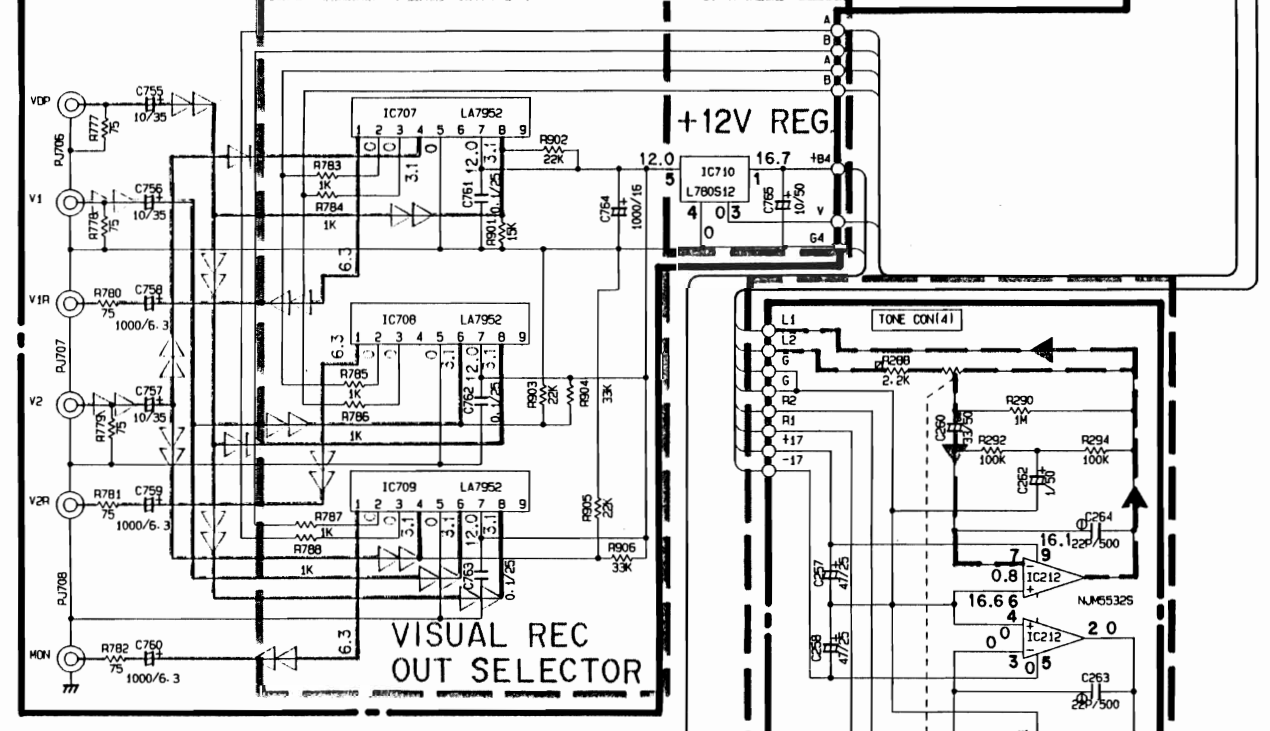 A
B
A
B
VDP
C755
10/35
R777
75
PJ706
IC707 LA7952
1 2 3 4 5 6 7 8 9
0 0 3.1 0 12.0 3.1
R902
22K
+12V REG.
12.0
5
IC710
L780S12
16.7
1
+B4
4 0 3
0
C765
10/50
V
G4
V1
C756
10/35
R778
75
R783
1K
R784
1K
C761
0.1/25
R901
15K
C764
1000/16
6.3
V1R
R780
75
C758
1000/6.3
IC708 LA7952
1 2 3 4 5 6 7 8 9
6.3
0 0 0 3.1 12.0 3.1
PJ707
R785
1K
R786
1K
C762
0.1/25
R903
22K
R904
33K
V2
C757
10/35
R779
75
V2R
R781
75
C759
1000/6.3
IC709 LA7952
1 2 3 4 5 6 7 8 9
0 0 3.1 0 3.1 12.0 3.1
R787
1K
R788
1K
C763
0.1/25
R905
22K
R906
33K
PJ708
MON
R782
75
C760
1000/6.3
6.3
VISUAL REC
OUT SELECTOR
L1
L2
G
G
R2
R1
+17
-17
TONE CON(4)
R288
2.2K
C260
33/50
R290
1M
R292
100K
R294
100K
C262
1/50
C264
22P/500
16.1
7 9
0.8
IC212
16.6 6
NJM5532S
4
0
0
IC212
2 0
3
0
5
C257
47/25
C258
47/25
C263
22P/500